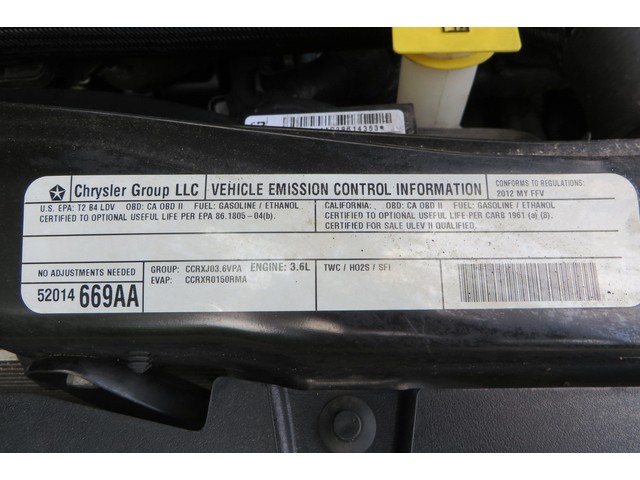 Chrysler Group LLC
VEHICLE EMISSION CONTROL INFORMATION
CONFORMS TO REGULATIONS:
2012 MY FFV
U.S. EPA: T2 B4 LDV OBD: CA OBD II FUEL: GASOLINE / ETHANOL
CERTIFIED TO OPTIONAL USEFUL LIFE PER EPA 86.1805-04(b).
CALIFORNIA: OBD: CA OBD II FUEL: GASOLINE / ETHANOL
CERTIFIED TO OPTIONAL USEFUL LIFE PER CARB 1961 (a) (8).
CERTIFIED FOR SALE ULEV II QUALIFIED.
NO ADJUSTMENTS NEEDED
52014 669AA
GROUP: CCRXJ03.6VPA ENGINE: 3.6L
EVAP: CCRXR0150RMA
TWC / HO2S / SFI